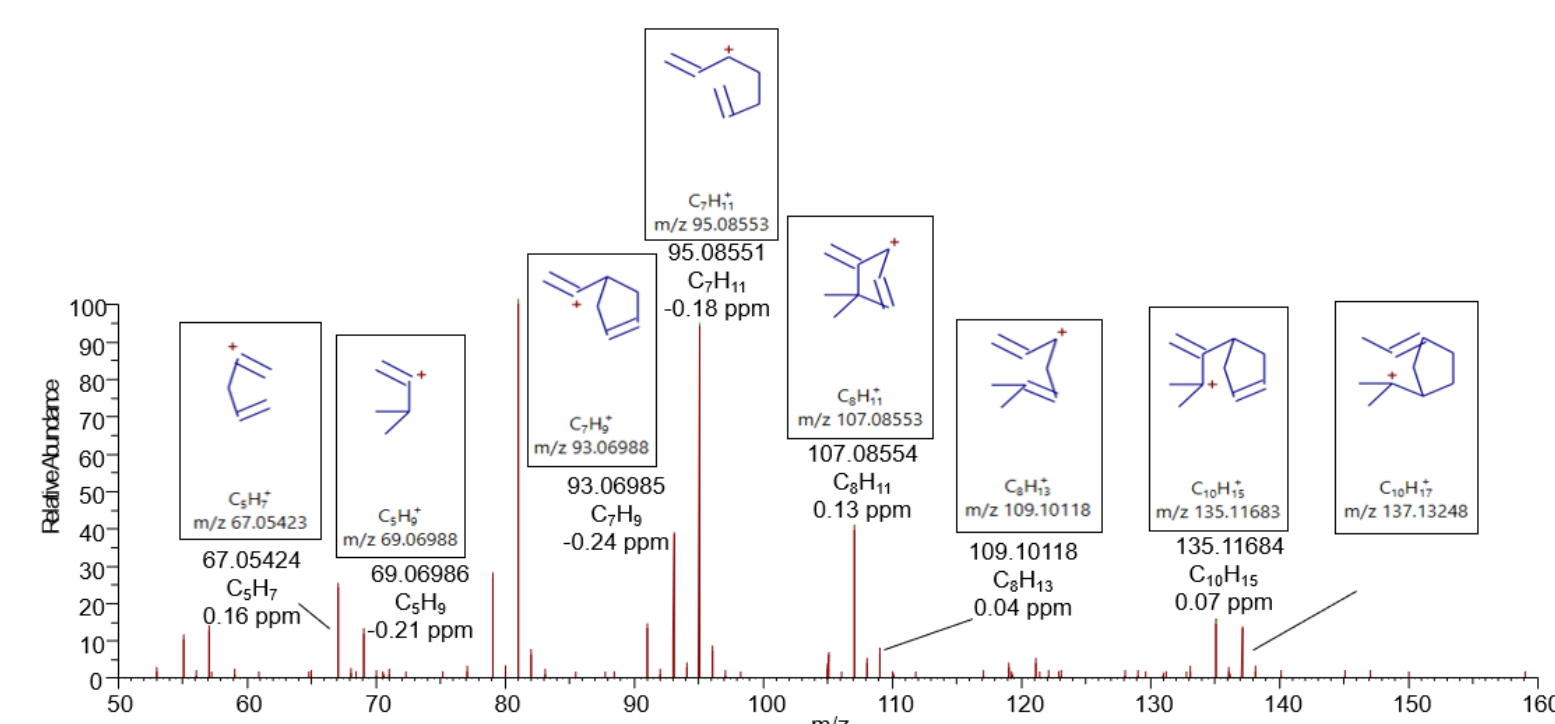 +
C₇H₁₁⁺
m/z 95.08553
95.08551
C₇H₁₁
-0.18 ppm
+
C₅H₇⁺
m/z 67.05423
67.05424
C₅H₇
0.16 ppm
+
C₅H₉⁺
m/z 69.06988
69.06986
C₅H₉
-0.21 ppm
+
C₇H₉⁺
m/z 93.06988
93.06985
C₇H₉
-0.24 ppm
+
C₈H₁₁⁺
m/z 107.08553
107.08554
C₈H₁₁
0.13 ppm
+
C₈H₁₃⁺
m/z 109.10118
109.10118
C₈H₁₃
0.04 ppm
+
C₁₀H₁₅⁺
m/z 135.11683
135.11684
C₁₀H₁₅
0.07 ppm
+
C₁₀H₁₇⁺
m/z 137.13248
Relative Abundance
100
90
80
70
60
50
40
30
20
10
0
50 60 70 80 90 100 110 120 130 140 150
m/z